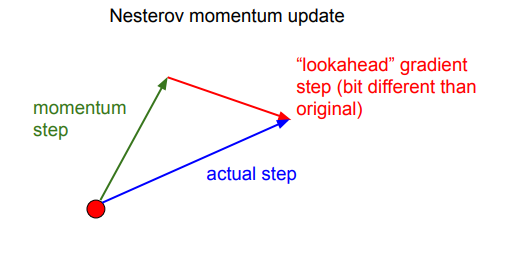 Nesterov momentum update
“lookahead” gradient
step (bit different than
original)
momentum
step
actual step